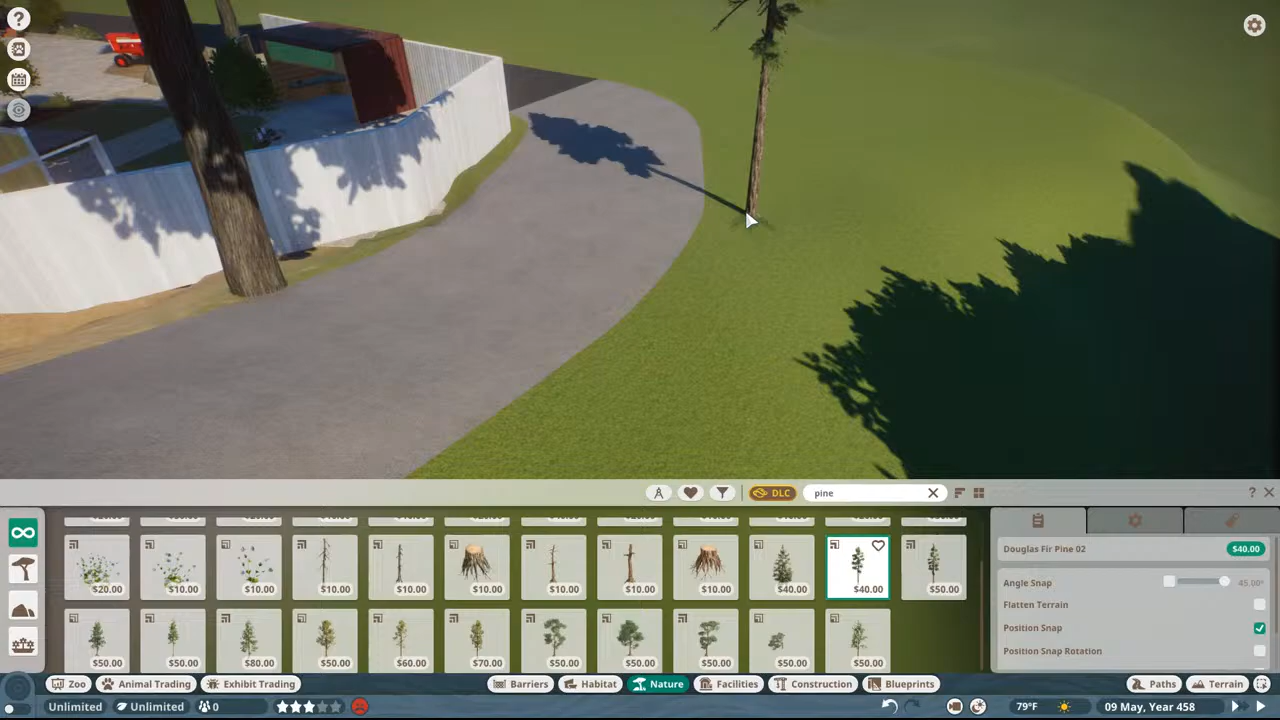 DLC
pine
?
$20.00 $10.00 $10.00 $10.00 $10.00 $10.00 $10.00 $10.00 $10.00 $40.00 $40.00 $50.00
$50.00 $50.00 $80.00 $50.00 $60.00 $70.00 $50.00 $50.00 $50.00 $50.00 $50.00
Douglas Fir Pine 02 $40.00
Angle Snap 45.00°
Flatten Terrain
Position Snap
Position Snap Rotation
Zoo Animal Trading Exhibit Trading Barriers Habitat Nature Facilities Construction Blueprints Paths Terrain
Unlimited Unlimited 0 79°F 09 May, Year 458